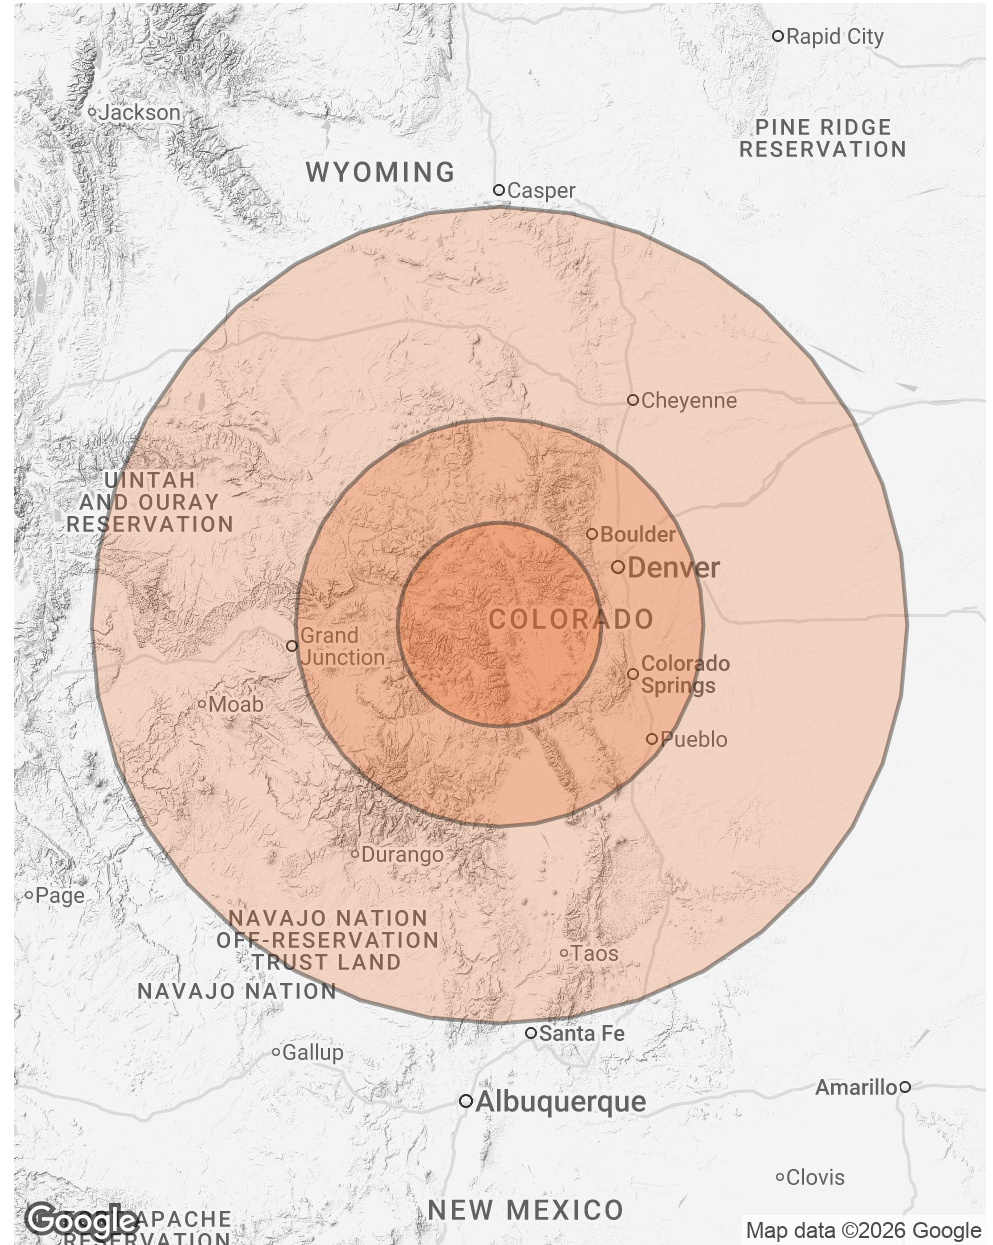 Rapid City
Jackson
PINE RIDGE
RESERVATION
WYOMING
Casper
Cheyenne
UINTAH
AND OURAY
RESERVATION
Boulder
Denver
COLORADO
Grand
Junction
Colorado
Springs
Moab
Pueblo
Durango
Page
NAVAJO NATION
OFF-RESERVATION
TRUST LAND
Taos
NAVAJO NATION
Santa Fe
Gallup
Amarillo
Albuquerque
Clovis
NEW MEXICO
Google
APACHE
RESERVATION
Map data ©2026 Google